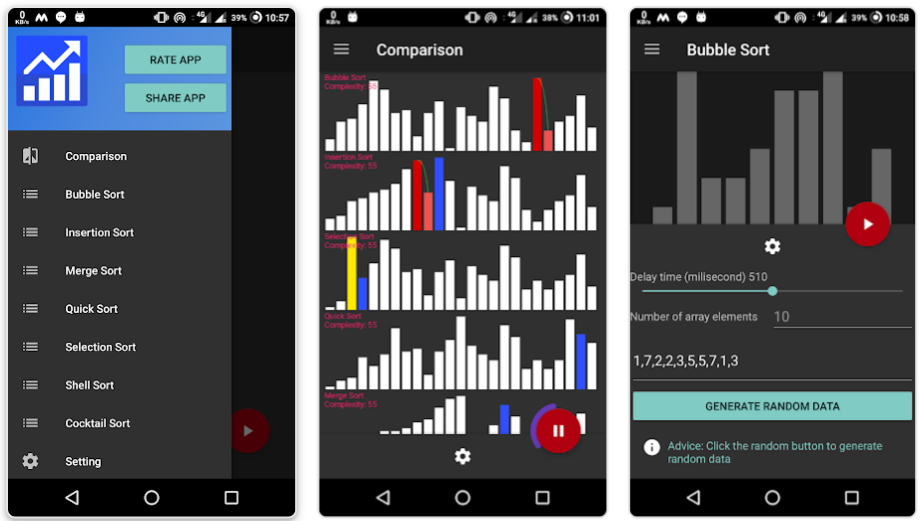 0
KB/s
4G
39%
10:57
RATE APP
SHARE APP
Comparison
Bubble Sort
Insertion Sort
Merge Sort
Quick Sort
Selection Sort
Shell Sort
Cocktail Sort
Setting
0
KB/s
4G
38%
11:01
Comparison
Bubble Sort
Complexity: 55
Insertion Sort
Complexity: 55
Selection Sort
Complexity: 55
Quick Sort
Complexity: 55
Merge Sort
Complexity: 55
0
KB/s
4G
39%
10:58
Bubble Sort
Delay time (milisecond) 510
Number of array elements 10
1,7,2,2,3,5,5,7,1,3
GENERATE RANDOM DATA
Advice: Click the random button to generate
random data